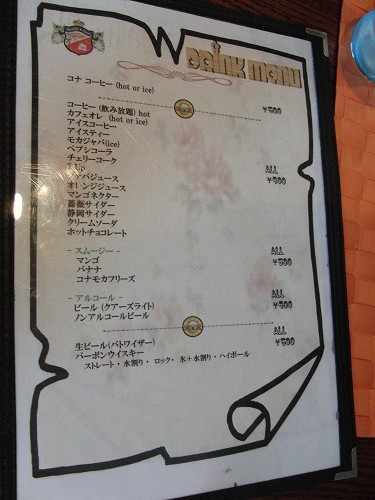 DRINK MENU
コナ コーヒー (hot or ice)
¥500
コーヒー (飲み放題) hot
カフェオレ (hot or ice)
アイスコーヒー
アイスティー
モカジャバ(ice)
ペプシコーラ
チェリーコーク
ALL
¥500
オレンジジュース
マンゴネクター
薔薇サイダー
静岡サイダー
クリームソーダ
ホットチョコレート
- スムージー -
ALL
マンゴ
¥500
バナナ
コナモカフリーズ
- アルコール -
ALL
ビール (クアーズライト)
¥500
ノンアルコールビール
ALL
生ビール(バドワイザー)
¥500
バーボンウイスキー
ストレート・水割り・ロック・氷+水割り・ハイボール